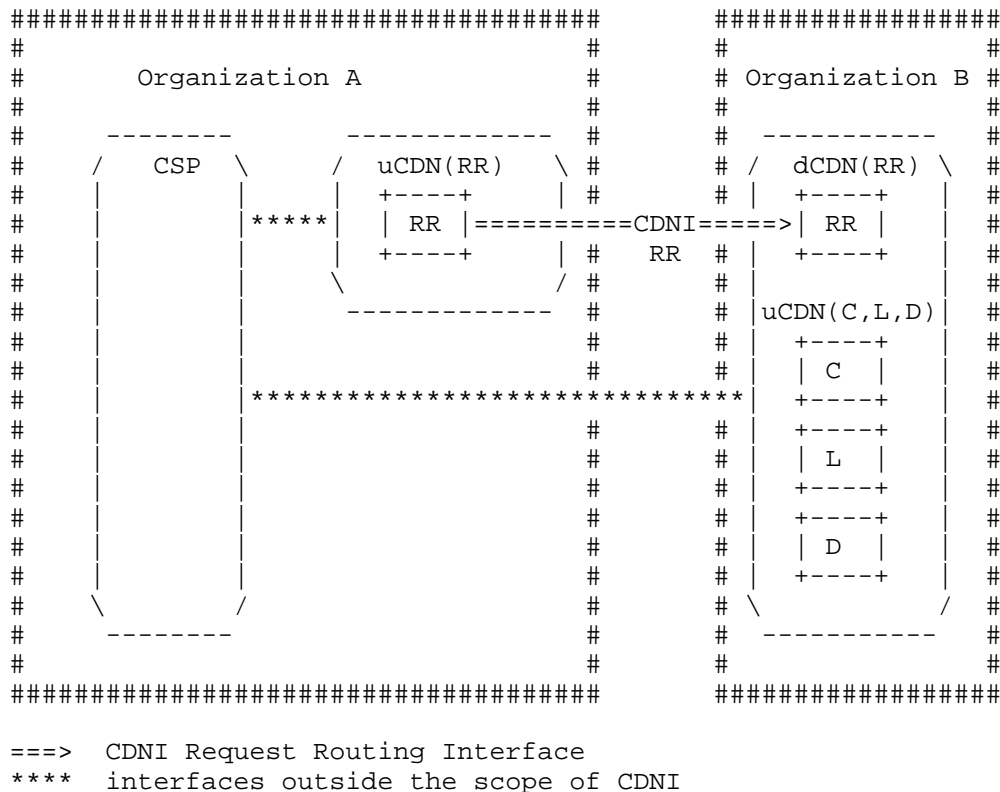 #####################################       ##################
#                                   #       #                #
#       Organization A              #       # Organization B #
#                                   #       #                #
#     --------       -------------  #       #  -----------   #
#    /   CSP  \     /  uCDN(RR)   \ #       # /  dCDN(RR) \  #
#    |        |     |  +----+     | #       # |  +----+   |  #
#    |        |*****|  | RR |==========CDNI=====>| RR |   |  #
#    |        |     |  +----+     | #   RR  # |  +----+   |  #
#    |        |     \             / #       # |           |  #
#    |        |      -------------  #       # |uCDN(C,L,D)|  #
#    |        |                     #       # |  +----+   |  #
#    |        |                     #       # |  | C  |   |  #
#    |        |*******************************|  +----+   |  #
#    |        |                     #       # |  +----+   |  #
#    |        |                     #       # |  | L  |   |  #
#    |        |                     #       # |  +----+   |  #
#    |        |                     #       # |  +----+   |  #
#    |        |                     #       # |  | D  |   |  #
#    |        |                     #       # |  +----+   |  #
#    \        /                     #       # \           /  #
#     --------                      #       #  -----------   #
#                                   #       #                #
#####################################       ##################
===>  CDNI Request Routing Interface
****  interfaces outside the scope of CDNI